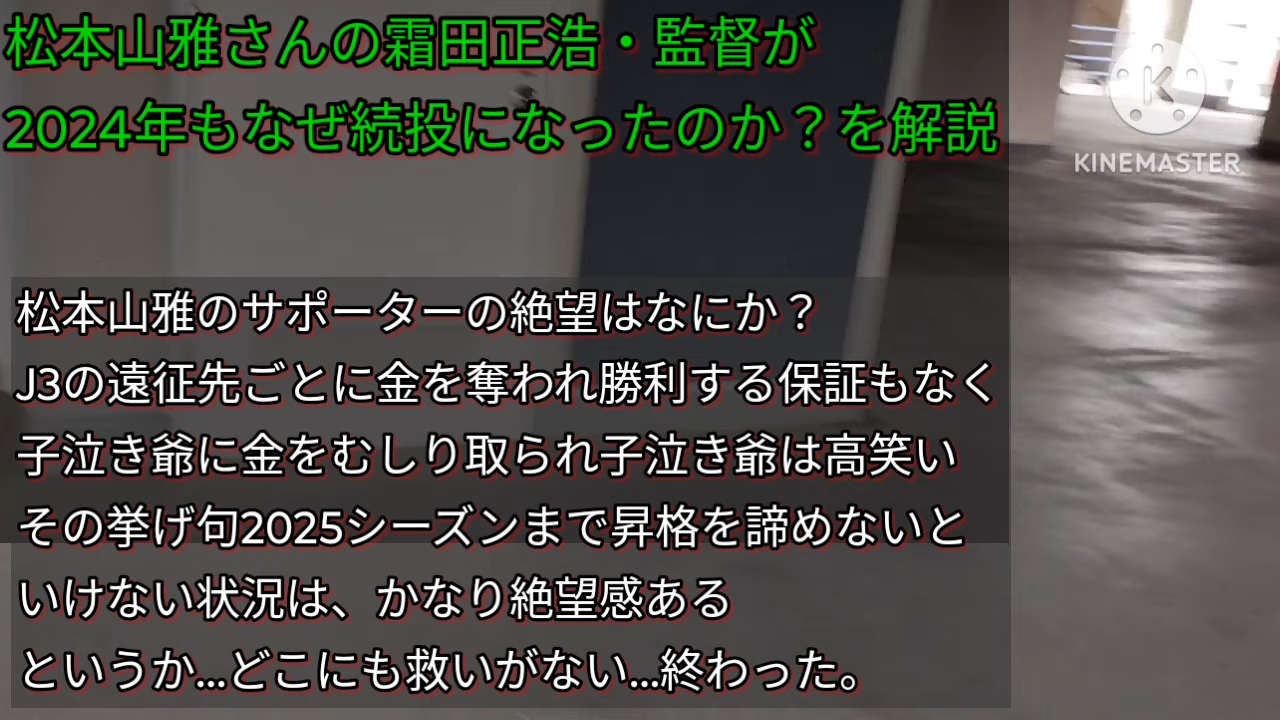 松本山雅さんの霜田正浩・監督が
2024年もなぜ続投になったのか？を解説
KINEMASTER
松本山雅のサポーターの絶望はなにか？
J3の遠征先ごとに金を奪われ勝利する保証もなく
子泣き爺に金をむしり取られ子泣き爺は高笑い
その挙げ句2025シーズンまで昇格を諦めないと
いけない状況は、かなり絶望感ある
というか...どこにも救いがない...終わった。